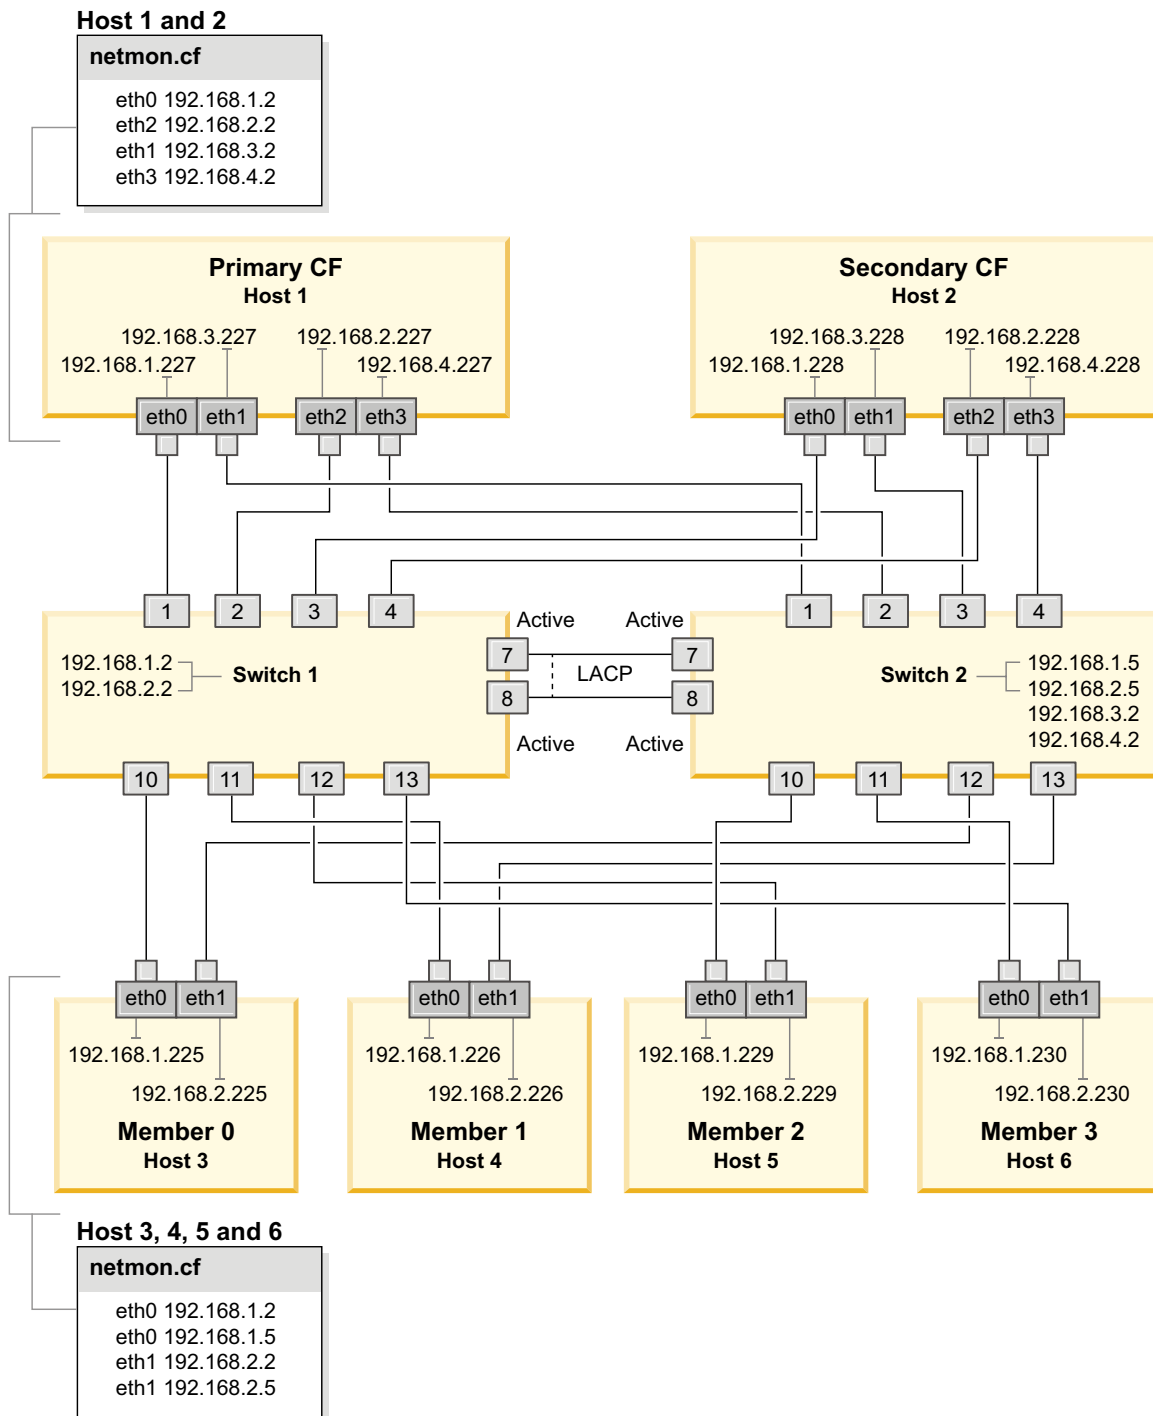 Host 1 and 2
netmon.cf
eth0 192.168.1.2
eth2 192.168.2.2
eth1 192.168.3.2
eth3 192.168.4.2
Primary CF
Host 1
192.168.3.227 192.168.2.227
192.168.1.227 192.168.4.227
eth0 eth1 eth2 eth3
Secondary CF
Host 2
192.168.3.228 192.168.2.228
192.168.1.228 192.168.4.228
eth0 eth1 eth2 eth3
1 2 3 4
1 2 3 4
Active Active
7 7
LACP
8 8
Active Active
192.168.1.2
192.168.2.2
Switch 1
Switch 2
192.168.1.5
192.168.2.5
192.168.3.2
192.168.4.2
10 11 12 13
10 11 12 13
eth0 eth1
192.168.1.225
192.168.2.225
Member 0
Host 3
eth0 eth1
192.168.1.226
192.168.2.226
Member 1
Host 4
eth0 eth1
192.168.1.229
192.168.2.229
Member 2
Host 5
eth0 eth1
192.168.1.230
192.168.2.230
Member 3
Host 6
Host 3, 4, 5 and 6
netmon.cf
eth0 192.168.1.2
eth0 192.168.1.5
eth1 192.168.2.2
eth1 192.168.2.5